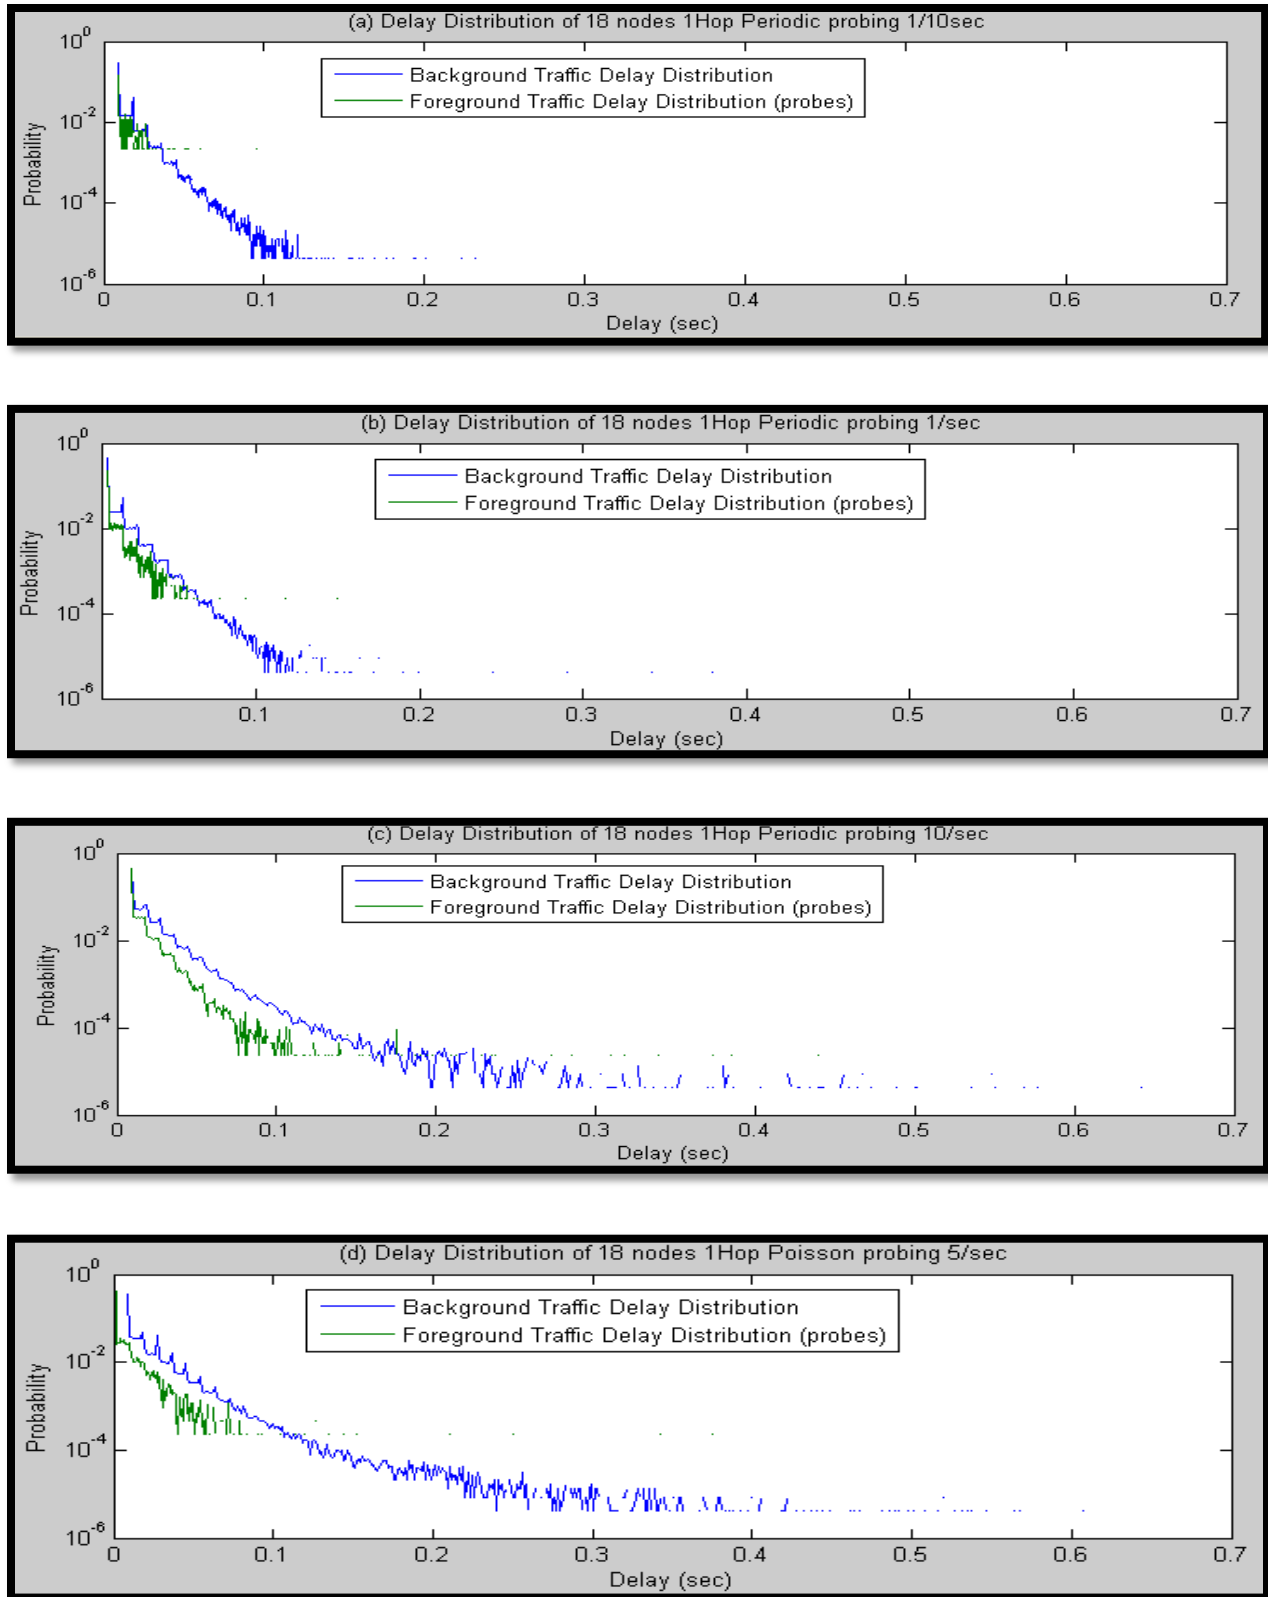 (a) Delay Distribution of 18 nodes 1Hop Periodic probing 1/10sec
10^0
Background Traffic Delay Distribution
Foreground Traffic Delay Distribution (probes)
10^-2
Probability
10^-4
10^-6
0 0.1 0.2 0.3 0.4 0.5 0.6 0.7
Delay (sec)
(b) Delay Distribution of 18 nodes 1Hop Periodic probing 1/sec
10^0
Background Traffic Delay Distribution
Foreground Traffic Delay Distribution (probes)
10^-2
Probability
10^-4
10^-6
0.1 0.2 0.3 0.4 0.5 0.6 0.7
Delay (sec)
(c) Delay Distribution of 18 nodes 1Hop Periodic probing 10/sec
10^0
Background Traffic Delay Distribution
Foreground Traffic Delay Distribution (probes)
10^-2
Probability
10^-4
10^-6
0 0.1 0.2 0.3 0.4 0.5 0.6 0.7
Delay (sec)
(d) Delay Distribution of 18 nodes 1Hop Poisson probing 5/sec
10^0
Background Traffic Delay Distribution
Foreground Traffic Delay Distribution (probes)
10^-2
Probability
10^-4
10^-6
0 0.1 0.2 0.3 0.4 0.5 0.6 0.7
Delay (sec)